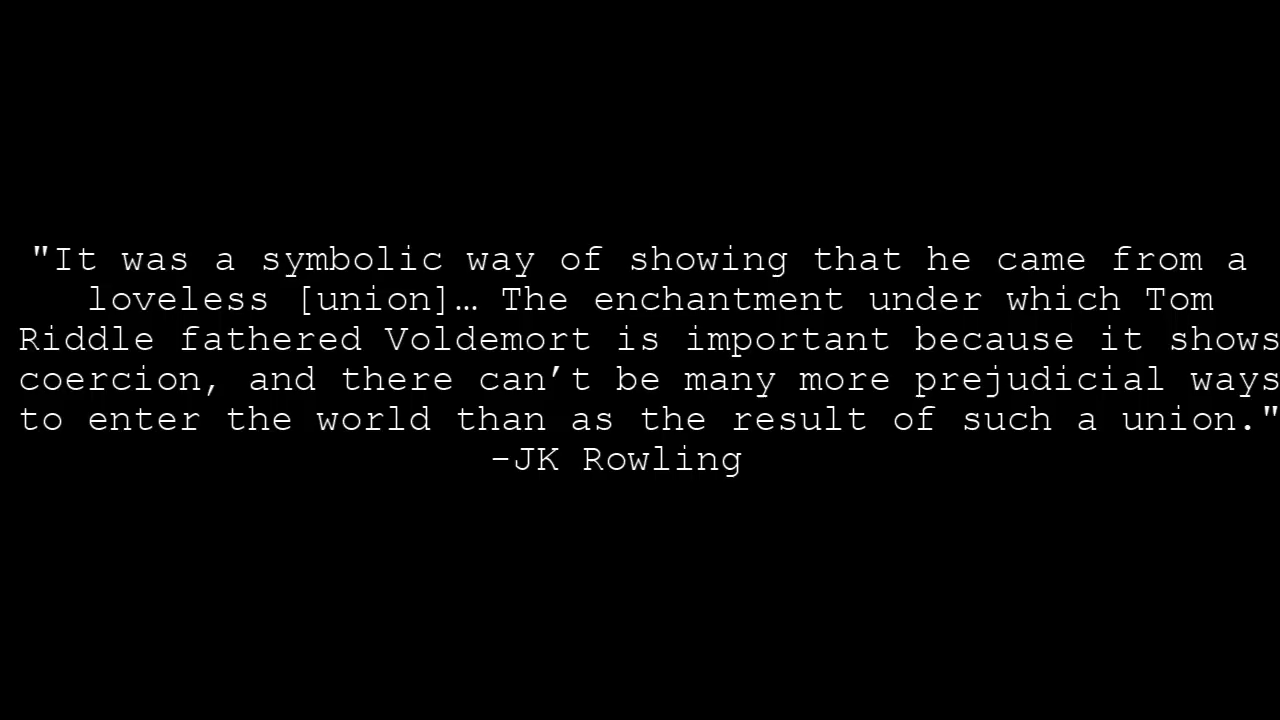 "It was a symbolic way of showing that he came from a
loveless [union]… The enchantment under which Tom
Riddle fathered Voldemort is important because it shows
coercion, and there can’t be many more prejudicial ways
to enter the world than as the result of such a union."
-JK Rowling